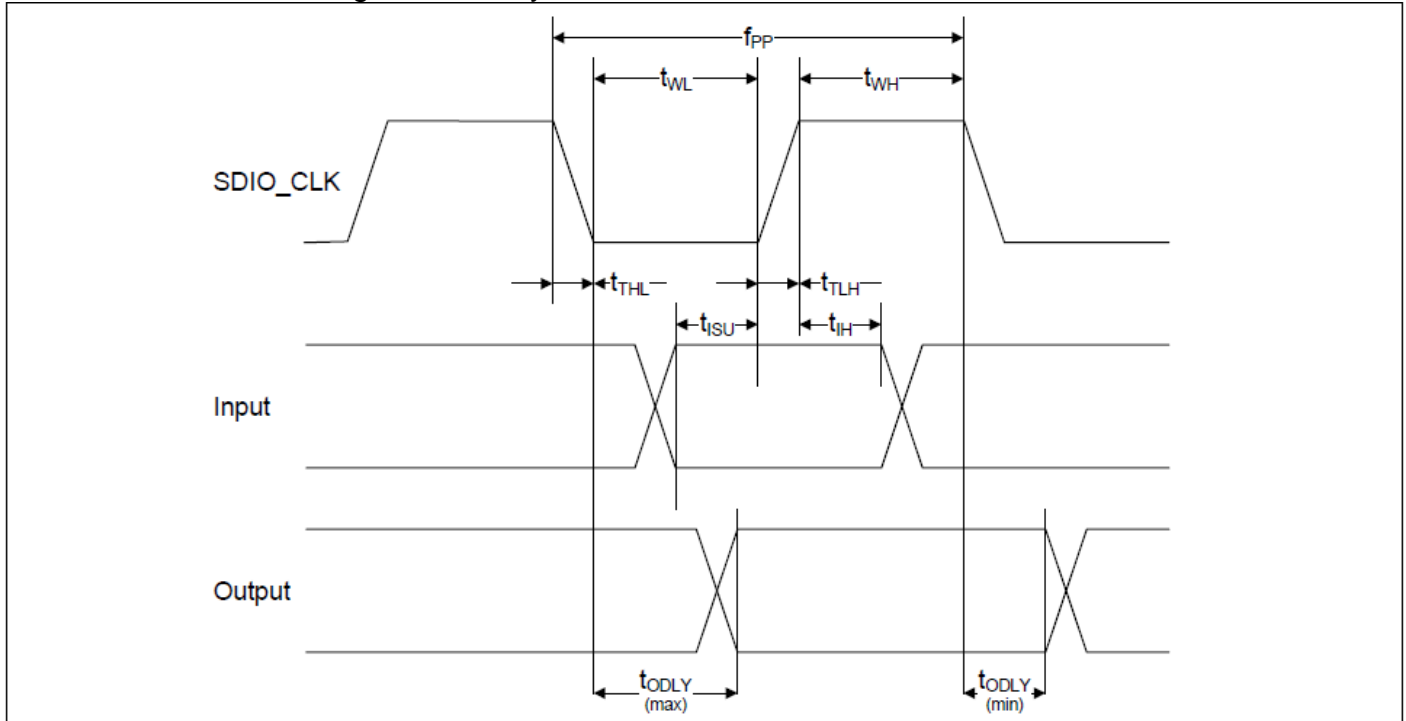 fPP
tWL
tWH
SDIO_CLK
tTHL
tTLH
tISU
tIH
Input
Output
tODLY
(max)
tODLY
(min)